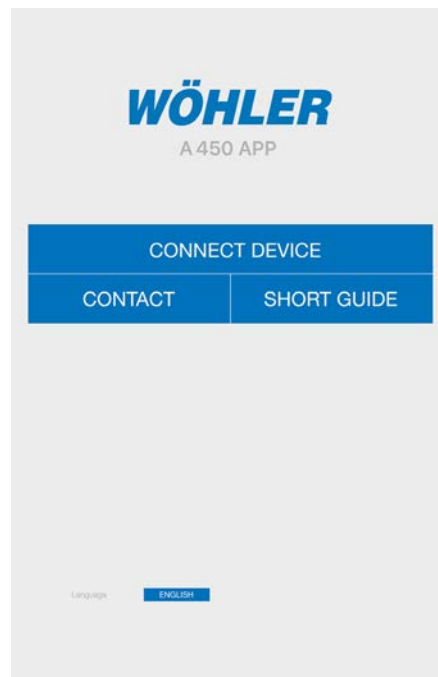 WÖHLER
A 450 APP
CONNECT DEVICE
CONTACT SHORT GUIDE
Language ENGLISH